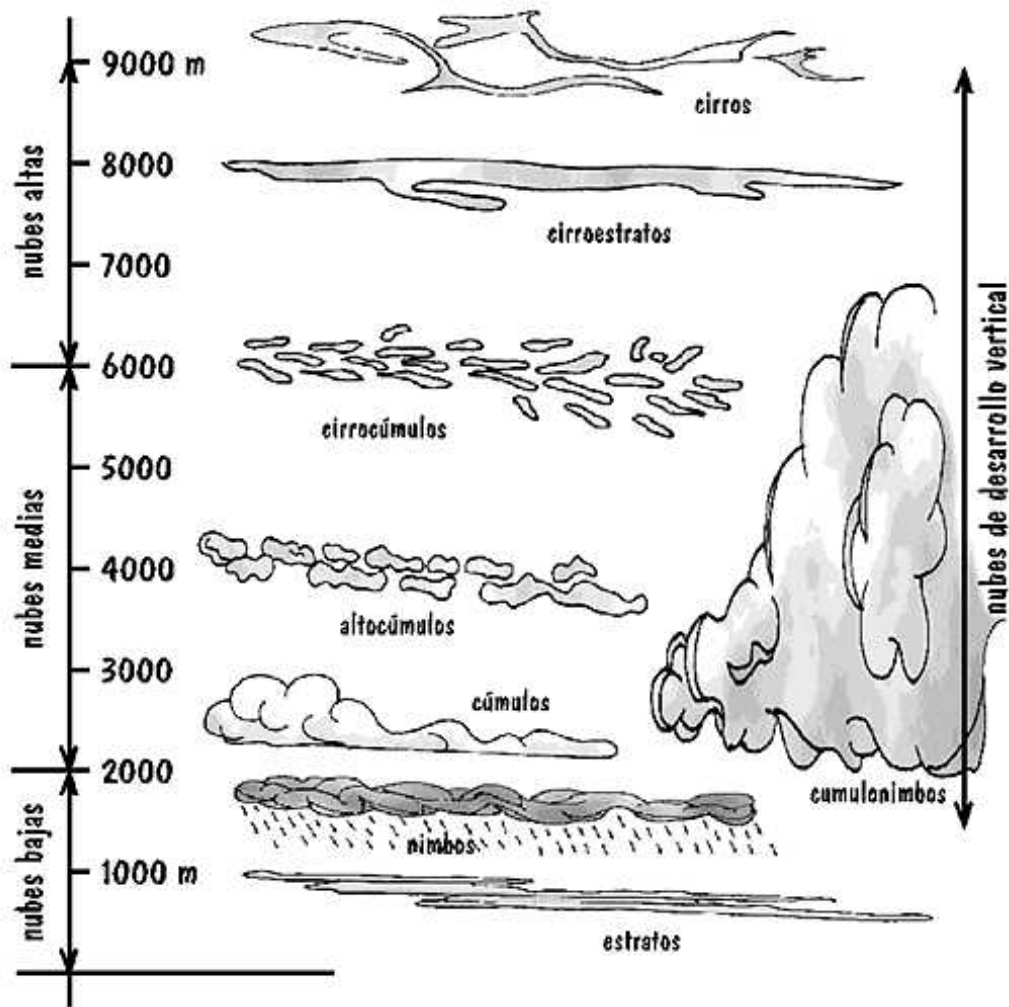 9000 m
cirros
8000
nubes altas
cirroestratos
7000
nubes de desarrollo vertical
6000
cirrocúmulos
5000
nubes medias
4000
altocúmulos
3000
cúmulos
2000
cumulonimbos
nubes bajas
nimbos
1000 m
estratos